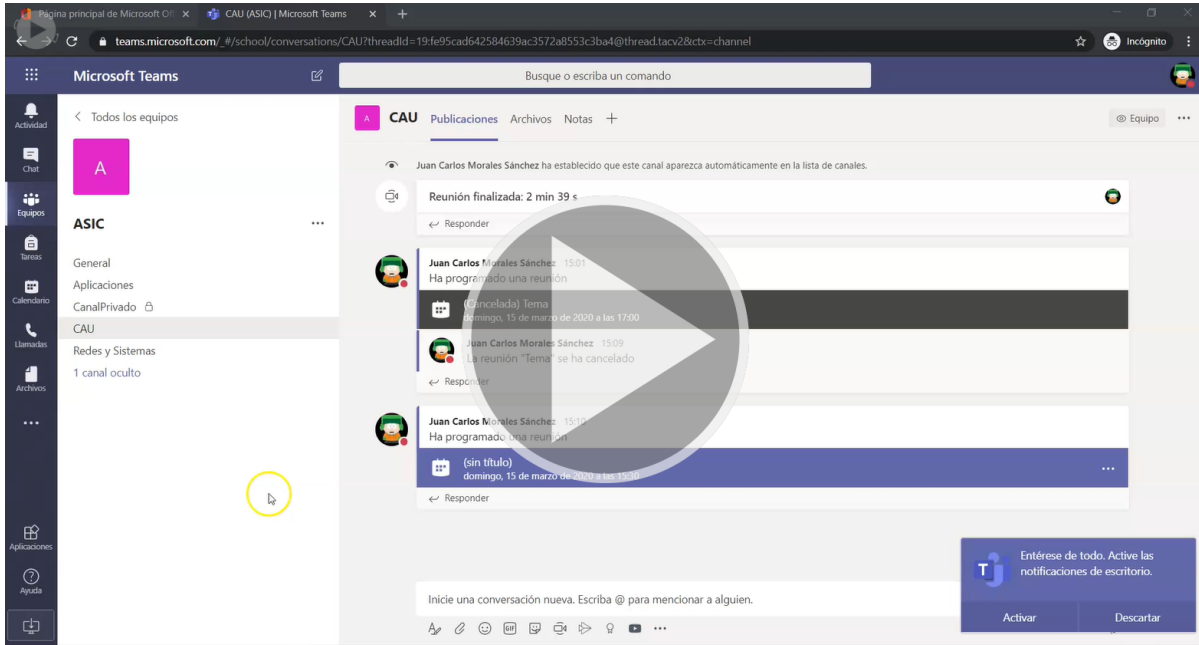 Página principal de Microsoft Of
CAU (ASIC) | Microsoft Teams
teams.microsoft.com/_#/school/conversations/CAU?threadId=19:fe95cad642584639ac3572a8553c3ba4@thread.tacv2&ctx=channel
Incógnito
Microsoft Teams
Busque o escriba un comando
Actividad
Chat
Equipos
Tareas
Calendario
Llamadas
Archivos
Aplicaciones
Ayuda
Todos los equipos
A
ASIC
General
Aplicaciones
CanalPrivado
CAU
Redes y Sistemas
1 canal oculto
A
CAU
Publicaciones
Archivos
Notas
Equipo
Juan Carlos Morales Sánchez ha establecido que este canal aparezca automáticamente en la lista de canales.
Reunión finalizada: 2 min 39 s
Responder
Juan Carlos Morales Sánchez 15:01
Ha programado una reunión
(Cancelada) Tema
domingo, 15 de marzo de 2020 a las 17:00
Juan Carlos Morales Sánchez 15:09
La reunión "Tema" se ha cancelado
Responder
Juan Carlos Morales Sánchez 15:10
Ha programado una reunión
(sin título)
domingo, 15 de marzo de 2020 a las 15:30
Responder
Inicie una conversación nueva. Escriba @ para mencionar a alguien.
GIF
T
Entérese de todo. Active las
notificaciones de escritorio.
Activar
Descartar